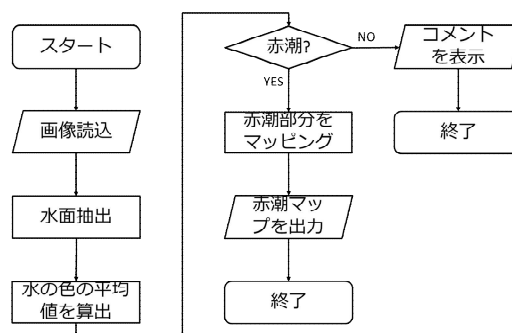 スタート
画像読込
水面抽出
水の色の平均
値を算出
赤潮?
NO
YES
コメント
を表示
終了
赤潮部分を
マッピング
赤潮マッ
プを出力
終了